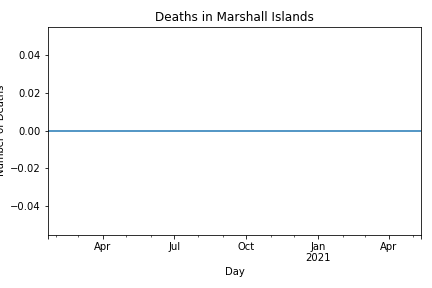 Deaths in Marshall Islands
0.04
0.02
0.00
−0.02
−0.04
Number of Deaths
Apr Jul Oct Jan Apr
2021
Day